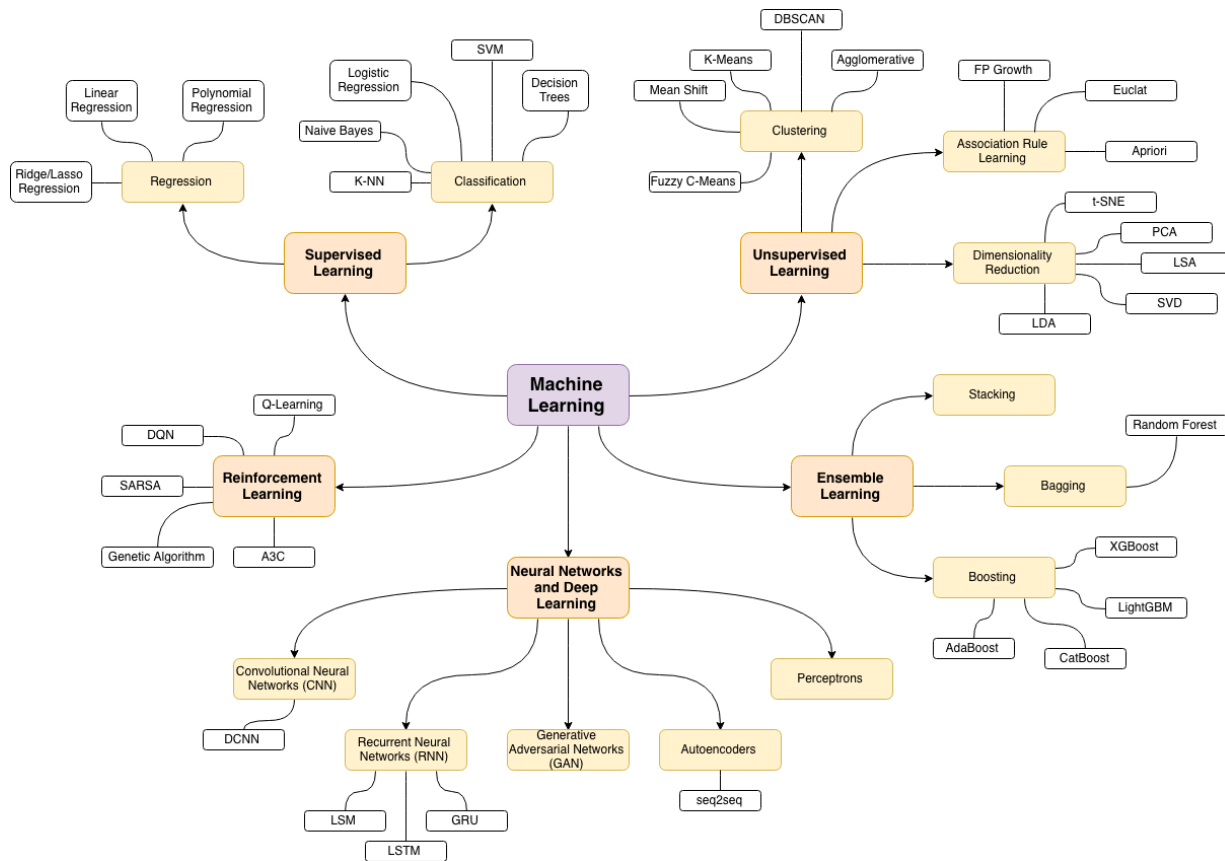 DBSCAN
SVM
K-Means
Agglomerative
Logistic
Regression
FP Growth
Linear
Regression
Polynomial
Regression
Decision
Trees
Mean Shift
Euclat
Clustering
Naive Bayes
Association Rule
Learning
Apriori
Ridge/Lasso
Regression
Regression
K-NN
Classification
Fuzzy C-Means
t-SNE
PCA
Supervised
Learning
Unsupervised
Learning
Dimensionality
Reduction
LSA
SVD
LDA
Machine
Learning
Stacking
Q-Learning
Random Forest
DQN
Reinforcement
Learning
SARSA
Ensemble
Learning
Bagging
Genetic Algorithm
A3C
XGBoost
Neural Networks
and Deep
Learning
Boosting
LightGBM
AdaBoost
CatBoost
Convolutional Neural
Networks (CNN)
Perceptrons
DCNN
Recurrent Neural
Networks (RNN)
Generative
Adversarial Networks
(GAN)
Autoencoders
seq2seq
LSM
GRU
LSTM